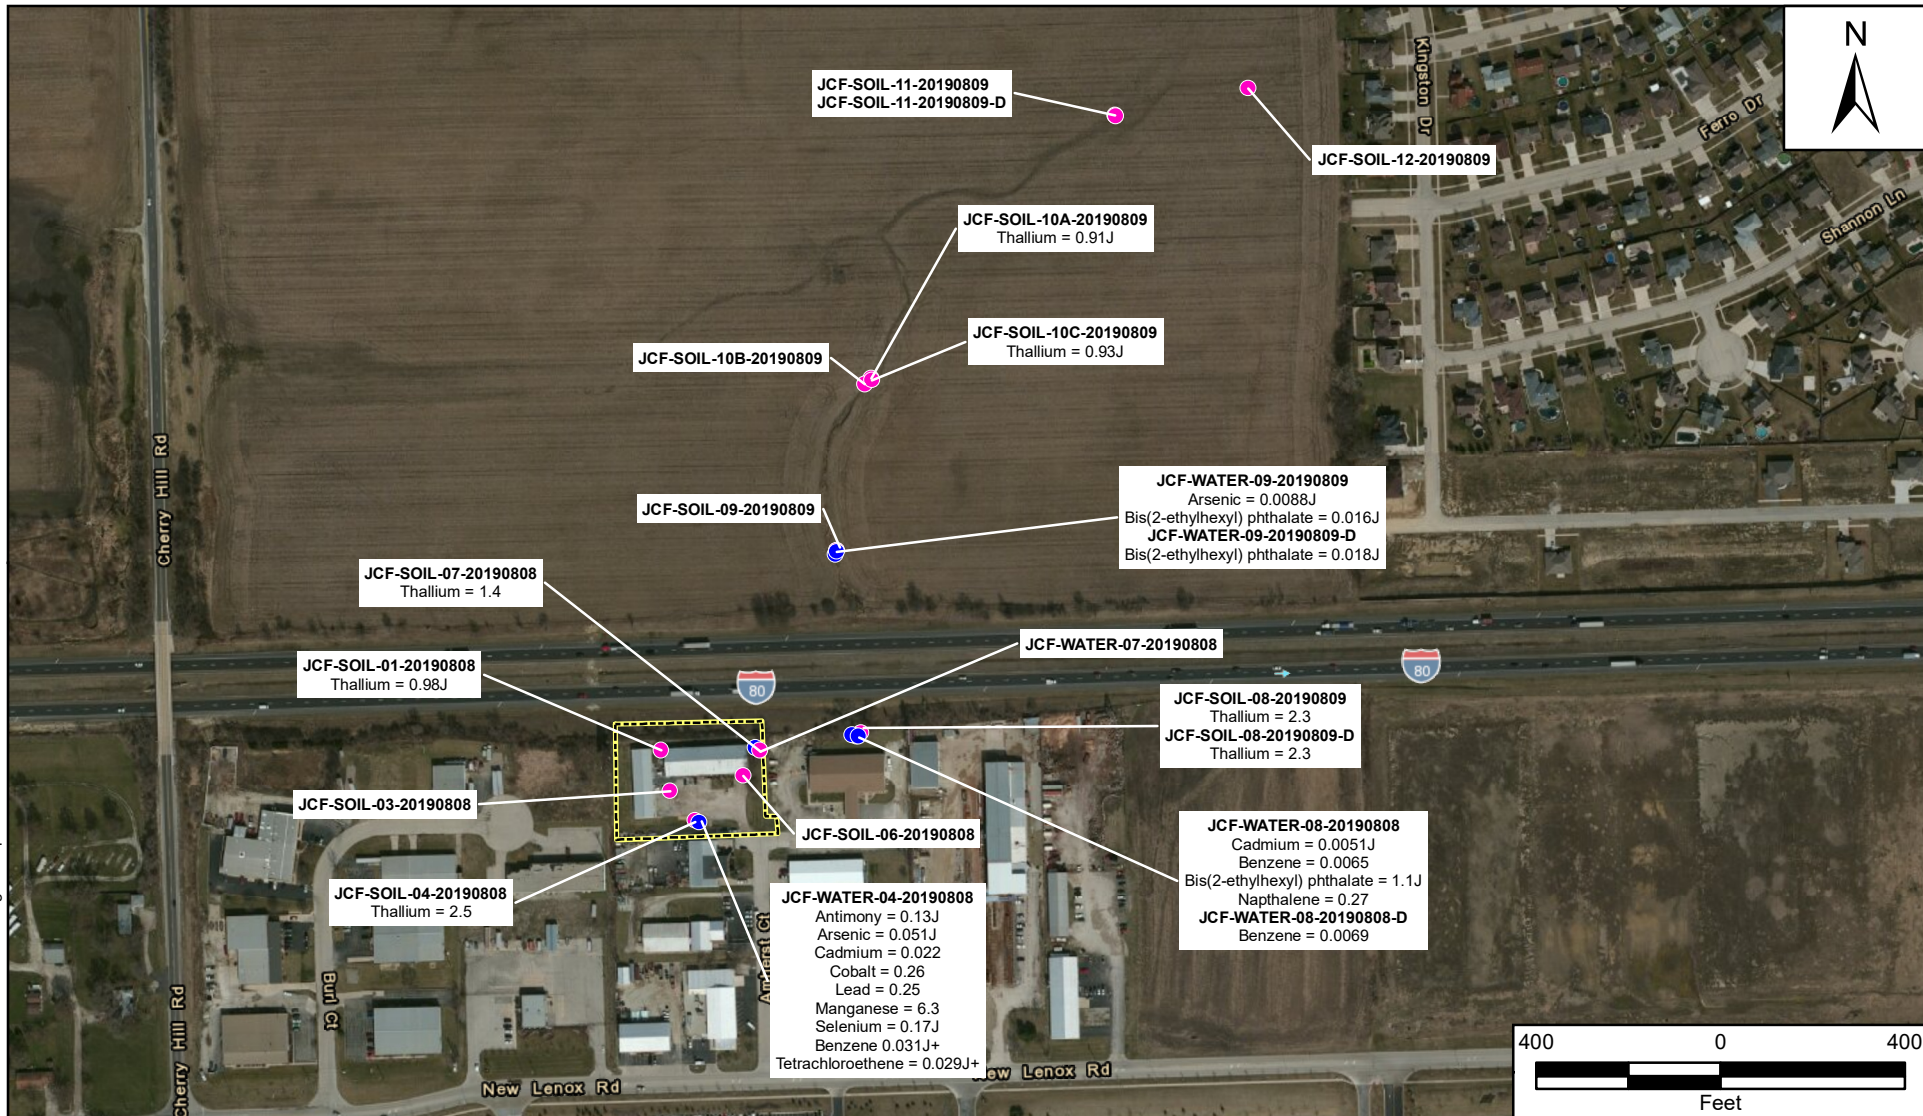 N
Kingston Dr
Ferro Dr
Shannon Ln
JCF-SOIL-11-20190809
JCF-SOIL-11-20190809-D
JCF-SOIL-12-20190809
JCF-SOIL-10A-20190809
Thallium = 0.91J
JCF-SOIL-10C-20190809
Thallium = 0.93J
JCF-SOIL-10B-20190809
Cherry Hill Rd
JCF-WATER-09-20190809
Arsenic = 0.0088J
Bis(2-ethylhexyl) phthalate = 0.016J
JCF-WATER-09-20190809-D
Bis(2-ethylhexyl) phthalate = 0.018J
JCF-SOIL-09-20190809
JCF-SOIL-07-20190808
Thallium = 1.4
JCF-WATER-07-20190808
JCF-SOIL-01-20190808
Thallium = 0.98J
80
80
JCF-SOIL-08-20190809
Thallium = 2.3
JCF-SOIL-08-20190809-D
Thallium = 2.3
JCF-SOIL-03-20190808
JCF-SOIL-06-20190808
JCF-WATER-08-20190808
Cadmium = 0.0051J
Benzene = 0.0065
Bis(2-ethylhexyl) phthalate = 1.1J
Napthalene = 0.27
JCF-WATER-08-20190808-D
Benzene = 0.0069
JCF-SOIL-04-20190808
Thallium = 2.5
JCF-WATER-04-20190808
Antimony = 0.13J
Arsenic = 0.051J
Cadmium = 0.022
Cobalt = 0.26
Lead = 0.25
Manganese = 6.3
Selenium = 0.17J
Benzene 0.031J+
Tetrachloroethene = 0.029J+
Amherst Ct
Burl Ct
Cherry Hill Rd
New Lenox Rd
New Lenox Rd
400 0 400
Feet